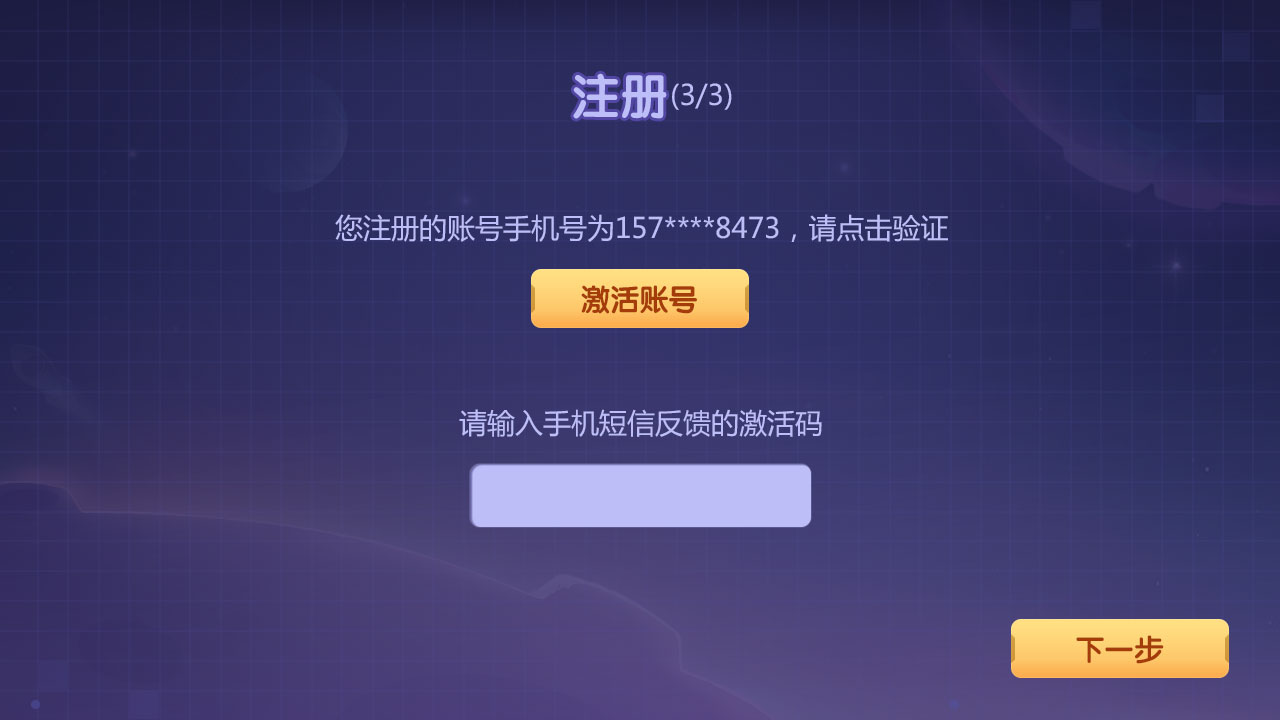 注册(3/3)
您注册的账号手机号为157****8473，请点击验证
激活账号
请输入手机短信反馈的激活码
下一步